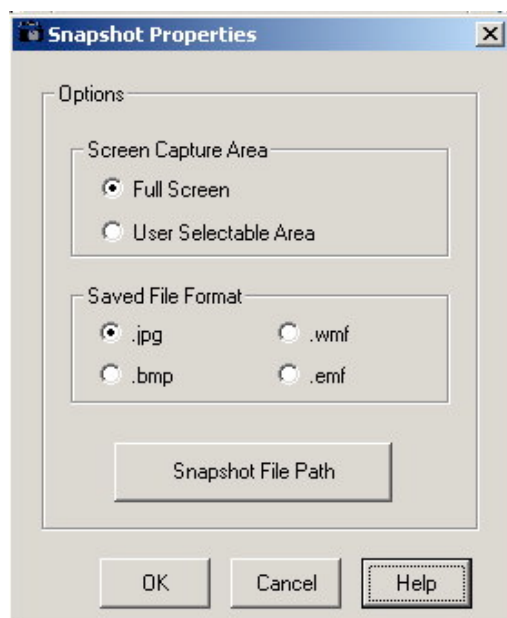 Snapshot Properties
Options
Screen Capture Area
Full Screen
User Selectable Area
Saved File Format
.jpg .wmf
.bmp .emf
Snapshot File Path
OK Cancel Help